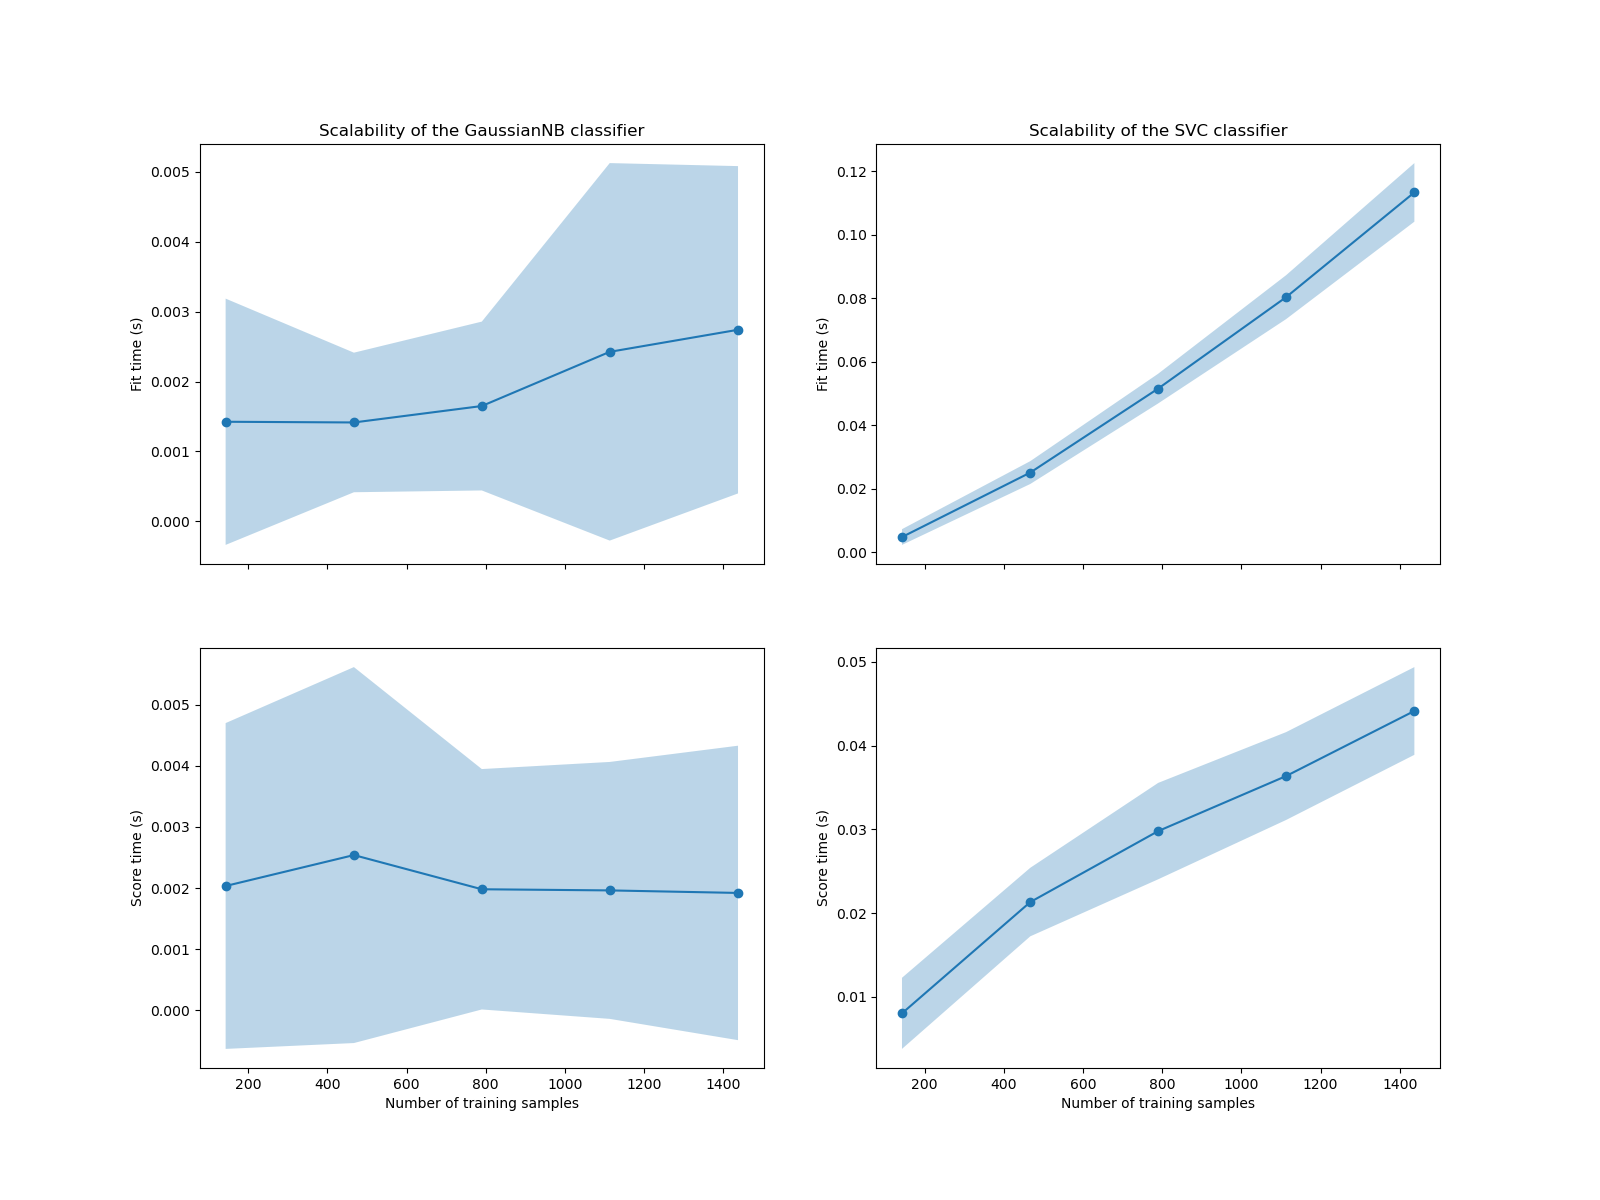 Scalability of the GaussianNB classifier
0.005
0.004
0.003
0.002
0.001
0.000
Fit time (s)
Scalability of the SVC classifier
0.12
0.10
0.08
0.06
0.04
0.02
0.00
Fit time (s)
0.005
0.004
0.003
0.002
0.001
0.000
Score time (s)
200 400 600 800 1000 1200 1400
Number of training samples
0.05
0.04
0.03
0.02
0.01
Score time (s)
200 400 600 800 1000 1200 1400
Number of training samples